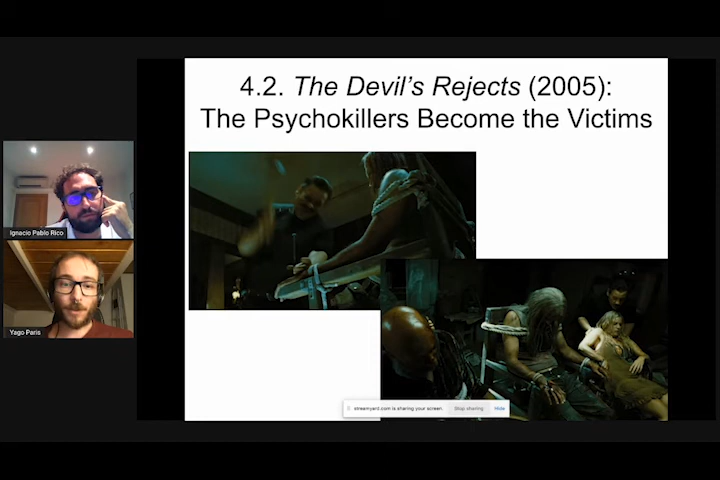 4.2. The Devil's Rejects (2005):
The Psychokillers Become the Victims
Ignacio Pablo Rico
Yago Paris
streamyard.com is sharing your screen.
Stop sharing
Hide